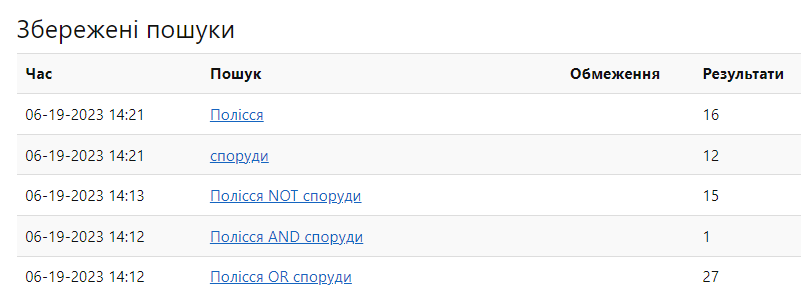 Збережені пошуки
Час Пошук Обмеження Результати
06-19-2023 14:21 Полісся 16
06-19-2023 14:21 споруди 12
06-19-2023 14:13 Полісся NOT споруди 15
06-19-2023 14:12 Полісся AND споруди 1
06-19-2023 14:12 Полісся OR споруди 27